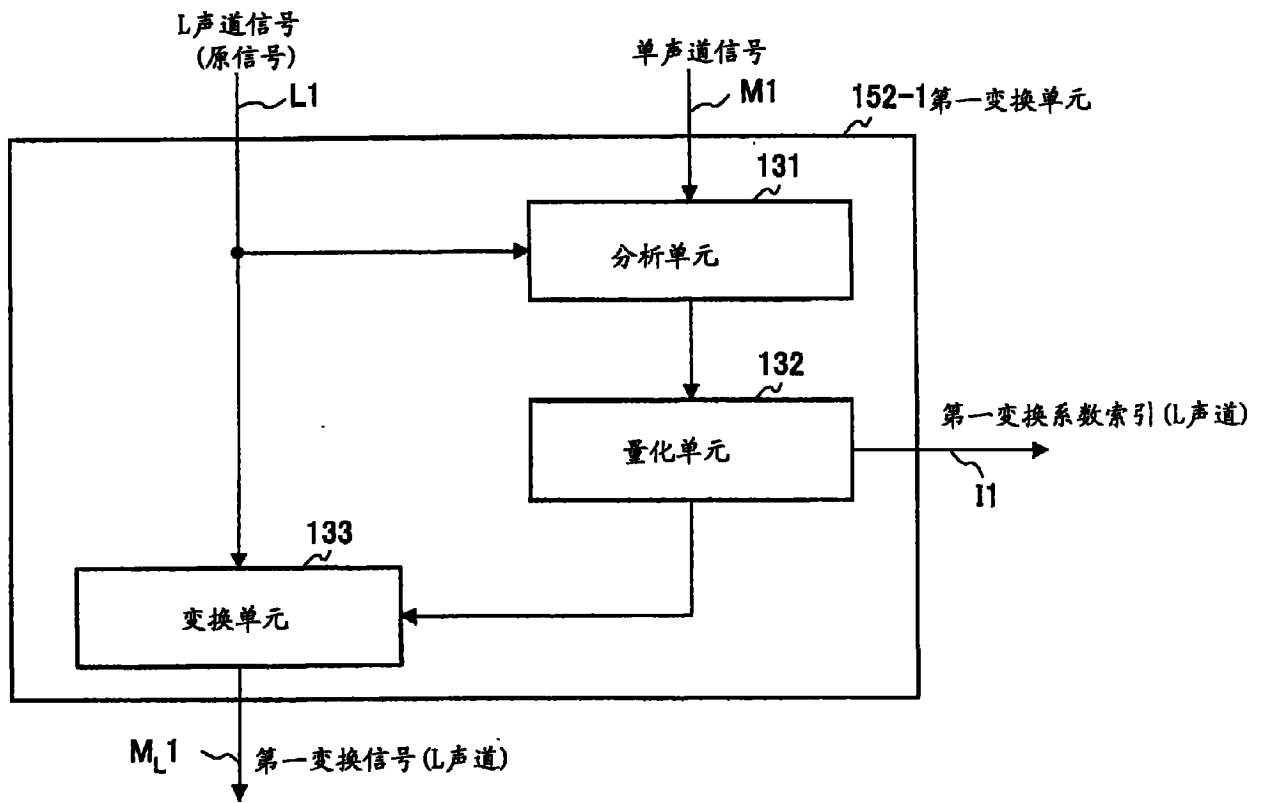 L声道信号
(原信号)
单声道信号
L1
M1
152-1第一变换单元
131
分析单元
132
量化单元
第一变换系数索引(L声道)
I1
133
变换单元
ML1
第一变换信号(L声道)